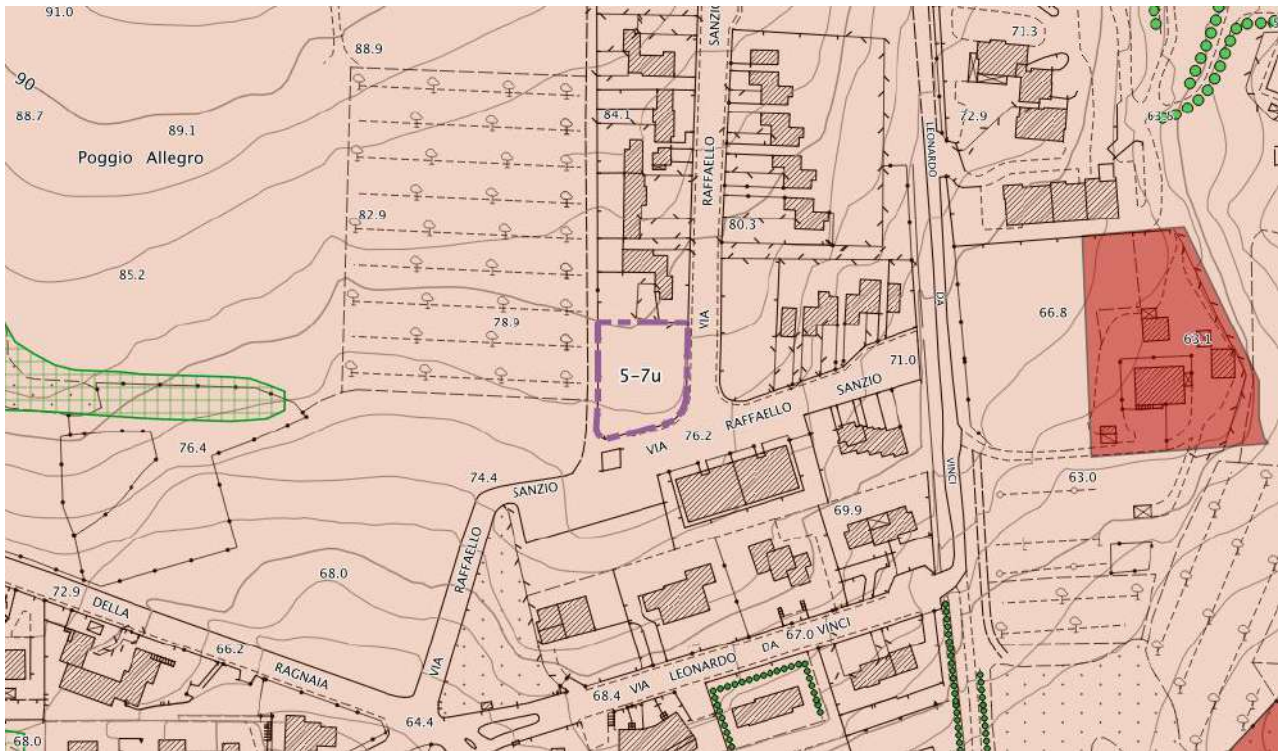 91.0
88.9
SANZIO
71.3
90
88.7
89.1
84.1
LEONARDO
72.9
63.8
Poggio Allegro
RAFFAELLO
82.9
80.3
85.2
DA
66.8
78.9
VIA
63.1
5-7u
71.0
SANZIO
RAFFAELLO
76.2
VIA
76.4
74.4
SANZIO
VINCI
63.0
69.9
RAFFAELLO
68.0
72.9
DELLA
66.2
RAGNAIA
VIA
67.0
VINCI
DA
LEONARDO
VIA
68.4
64.4
68.0